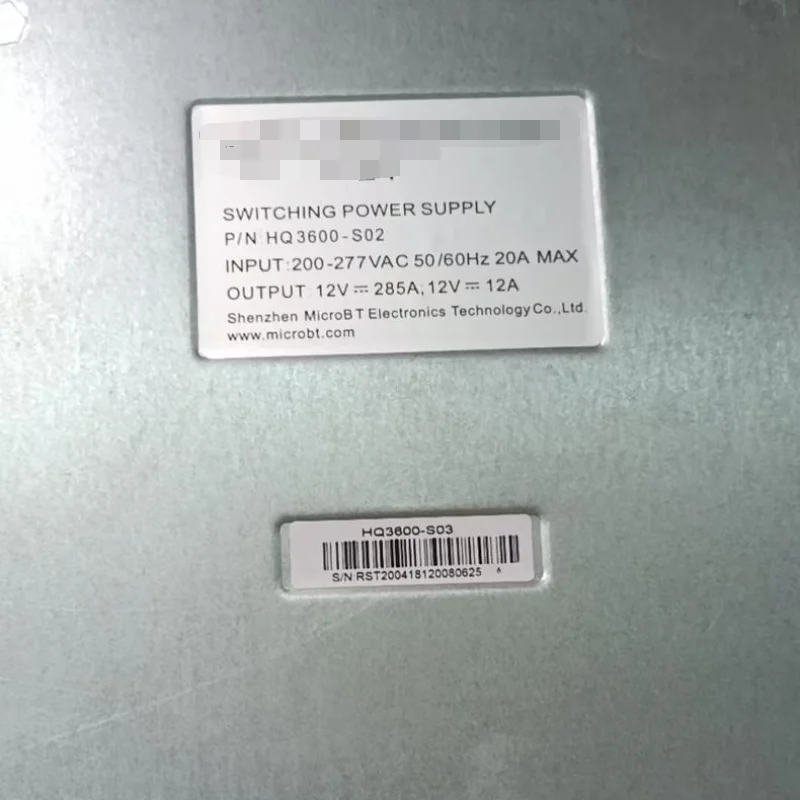 SWITCHING POWER SUPPLY
P/N HQ3600-S02
INPUT:200-277VAC 50/60Hz 20A MAX
OUTPUT 12V⎓285A;12V⎓12A
Shenzhen MicroBT Electronics Technology Co.,Ltd.
www.microbt.com
HQ3600-S03
S/N RST200418120080625